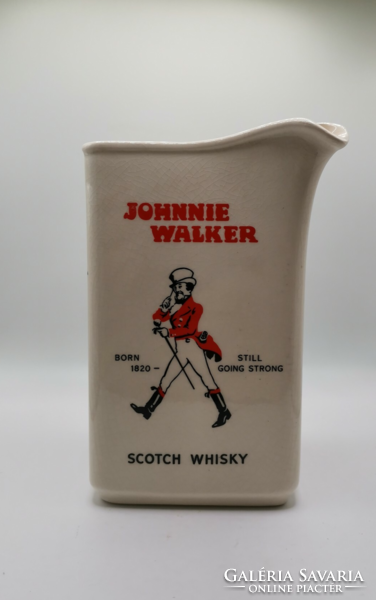 JOHNNIE
WALKER
BORN STILL
1820 – GOING STRONG
SCOTCH WHISKY
GALÉRIA SAVARIA
ONLINE PIACTÉR